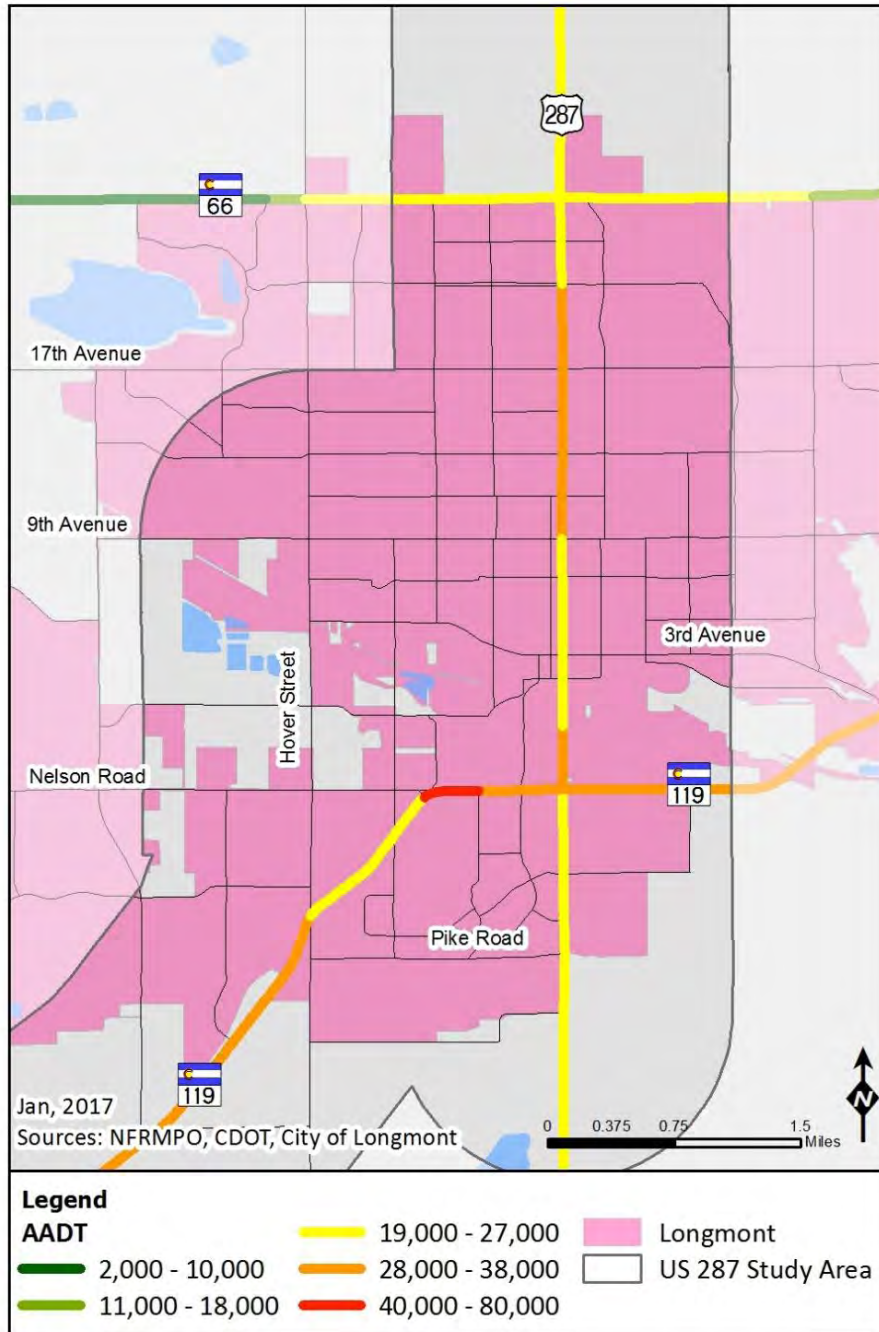 287
66
17th Avenue
9th Avenue
3rd Avenue
Hover Street
Nelson Road
119
Pike Road
119
Jan, 2017
Sources: NFRMPO, CDOT, City of Longmont
N
0 0.375 0.75 1.5
Miles
Legend
AADT
2,000 - 10,000
11,000 - 18,000
19,000 - 27,000
28,000 - 38,000
40,000 - 80,000
Longmont
US 287 Study Area